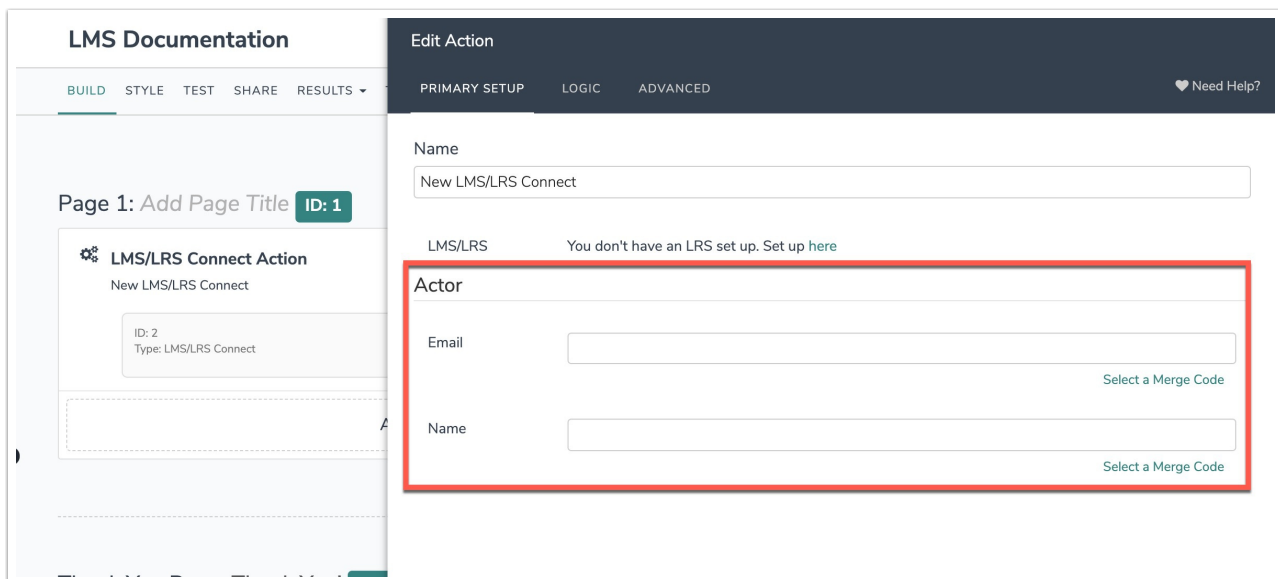 LMS Documentation
BUILD STYLE TEST SHARE RESULTS
Page 1: Add Page Title ID: 1
LMS/LRS Connect Action
New LMS/LRS Connect
ID: 2
Type: LMS/LRS Connect
Edit Action
PRIMARY SETUP LOGIC ADVANCED
Need Help?
Name
New LMS/LRS Connect
LMS/LRS You don't have an LRS set up. Set up here
Actor
Email
Select a Merge Code
Name
Select a Merge Code